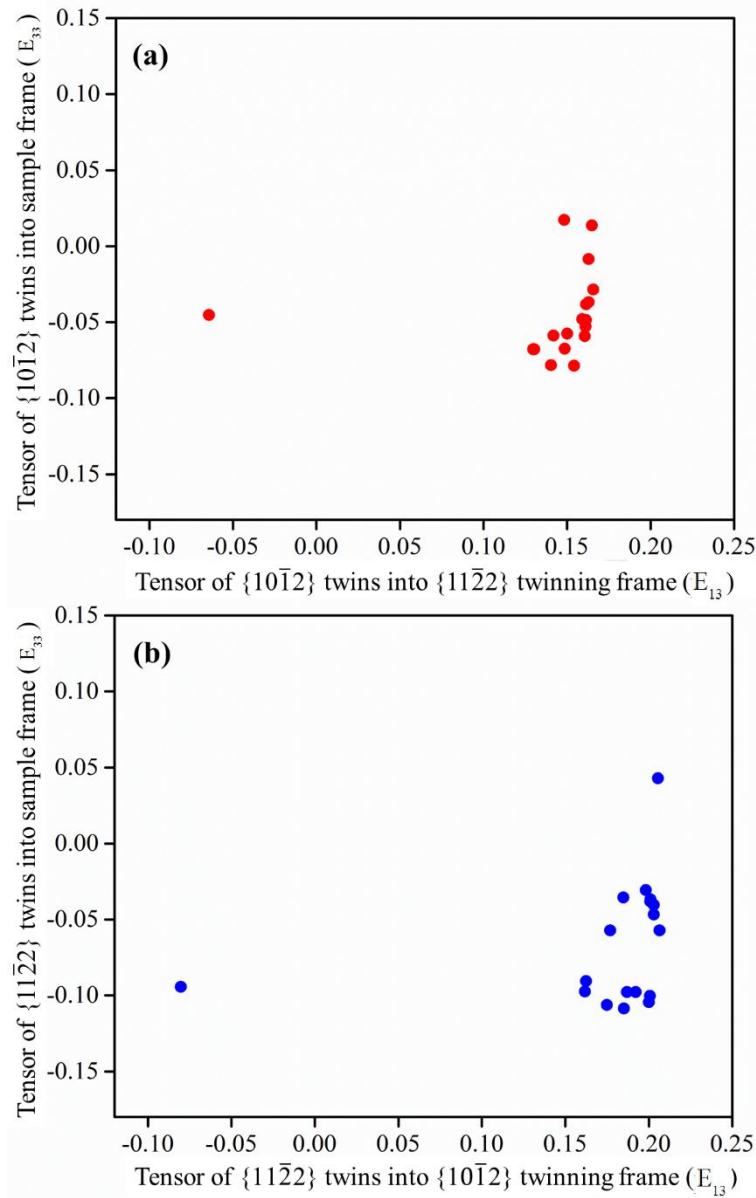 (a)
Tensor of {101̄2} twins into sample frame (E₃₃)
0.15
0.10
0.05
0.00
-0.05
-0.10
-0.15
-0.10 -0.05 0.00 0.05 0.10 0.15 0.20 0.25
Tensor of {101̄2} twins into {112̄2} twinning frame (E₁₃)
(b)
Tensor of {112̄2} twins into sample frame (E₃₃)
0.15
0.10
0.05
0.00
-0.05
-0.10
-0.15
-0.10 -0.05 0.00 0.05 0.10 0.15 0.20 0.25
Tensor of {112̄2} twins into {101̄2} twinning frame (E₁₃)